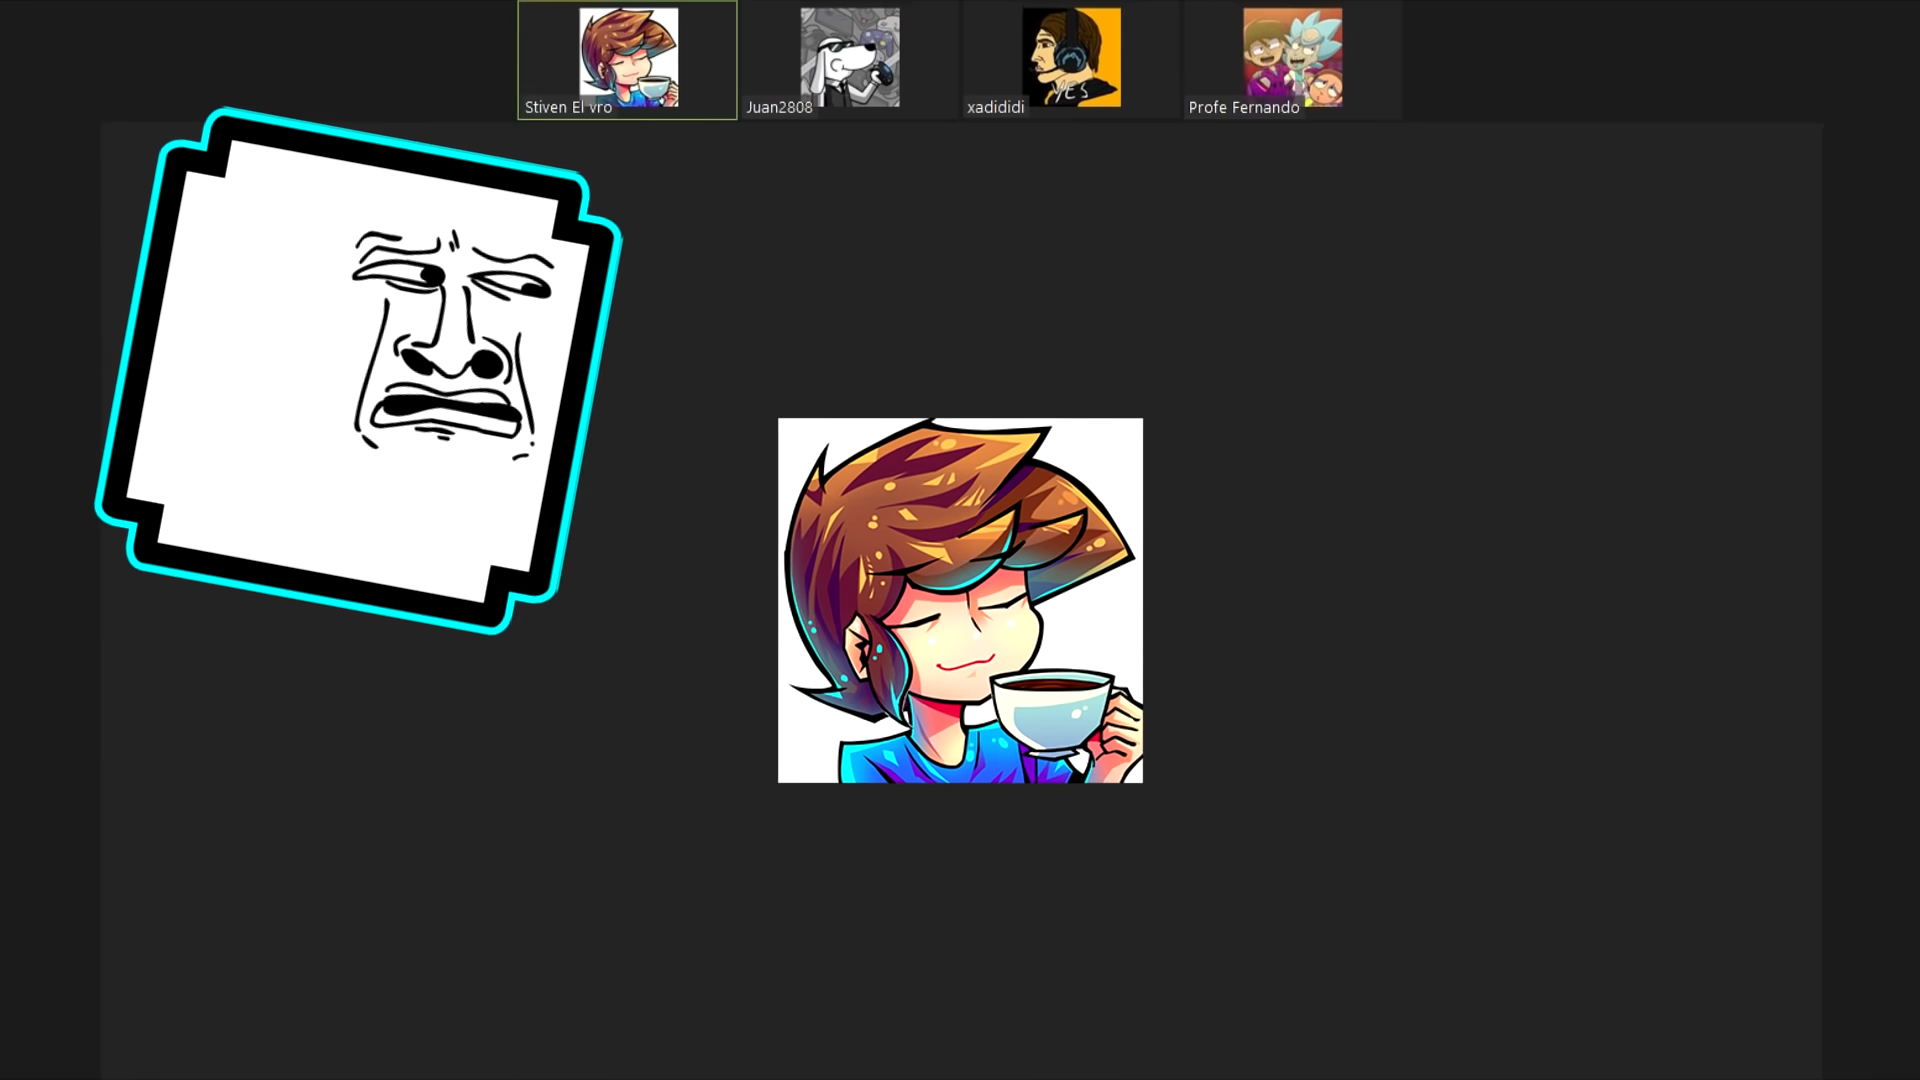 Stiven El vro
Juan2808
xadididi
Profe Fernando
YES